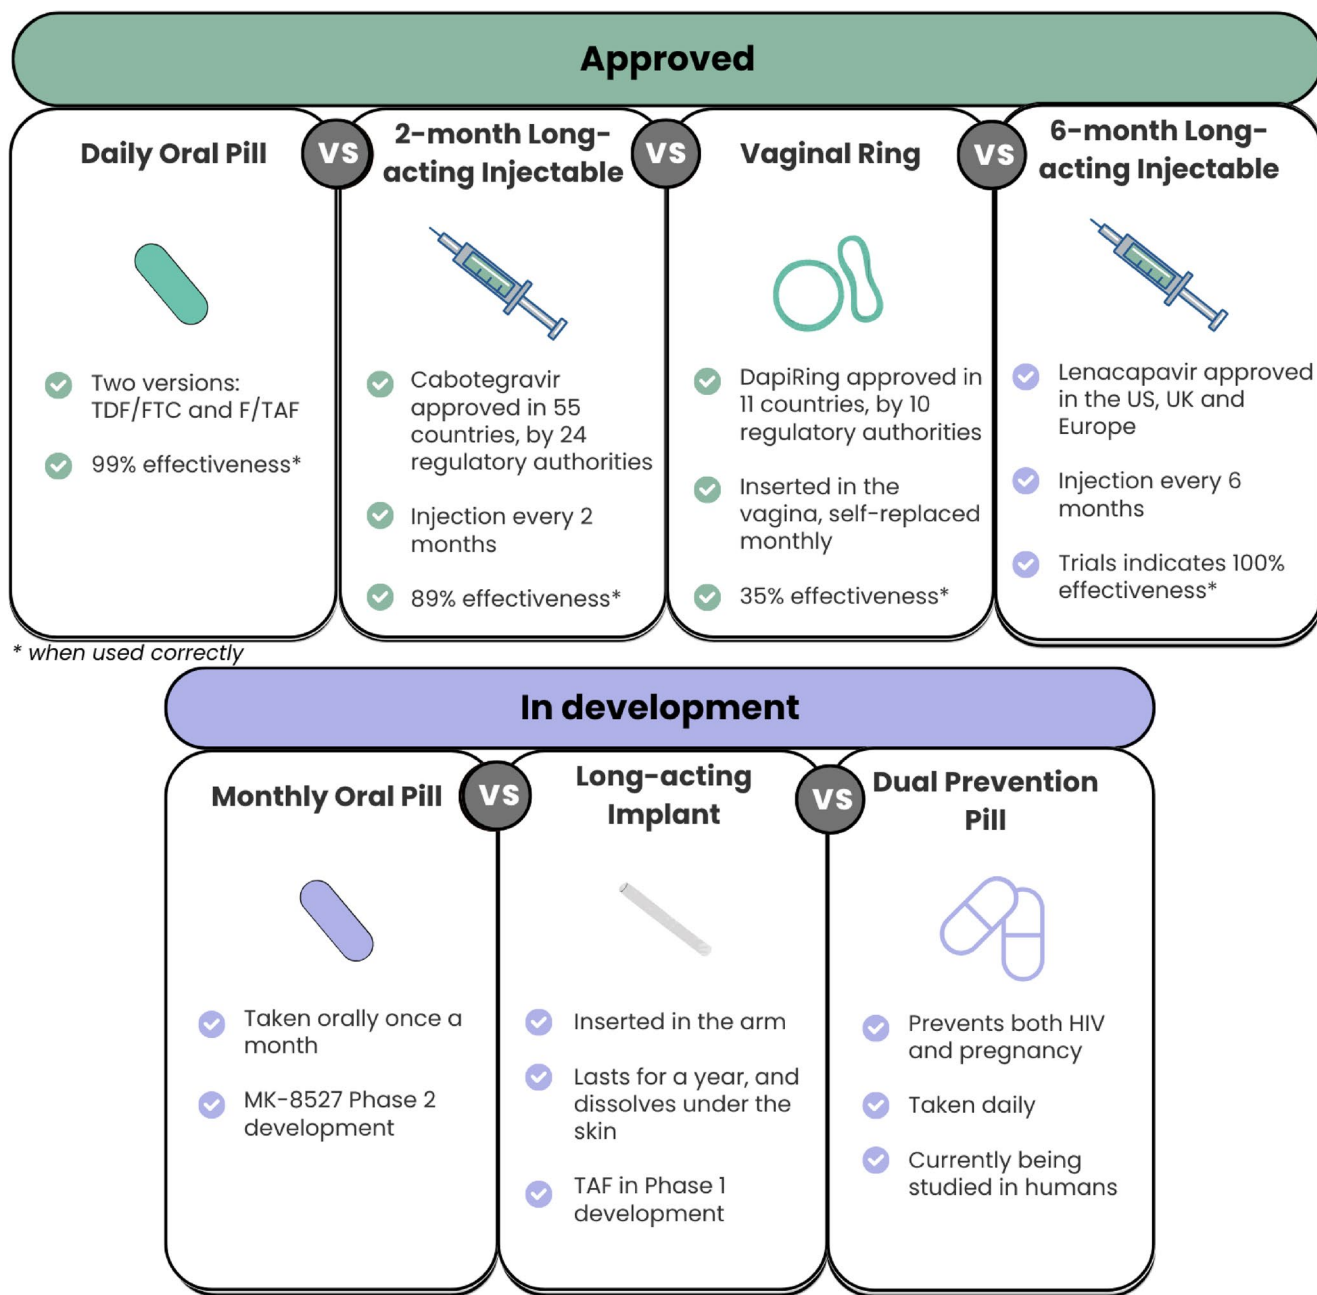 Approved
Daily Oral Pill
Two versions:
TDF/FTC and F/TAF
99% effectiveness*
VS
2-month Long-
acting Injectable
Cabotegravir
approved in 55
countries, by 24
regulatory authorities
Injection every 2
months
89% effectiveness*
VS
Vaginal Ring
DapiRing approved in
11 countries, by 10
regulatory authorities
Inserted in the
vagina, self-replaced
monthly
35% effectiveness*
VS
6-month Long-
acting Injectable
Lenacapavir approved
in the US, UK and
Europe
Injection every 6
months
Trials indicates 100%
effectiveness*
* when used correctly
In development
Monthly Oral Pill
Taken orally once a
month
MK-8527 Phase 2
development
VS
Long-acting
Implant
Inserted in the arm
Lasts for a year, and
dissolves under the
skin
TAF in Phase 1
development
VS
Dual Prevention
Pill
Prevents both HIV
and pregnancy
Taken daily
Currently being
studied in humans